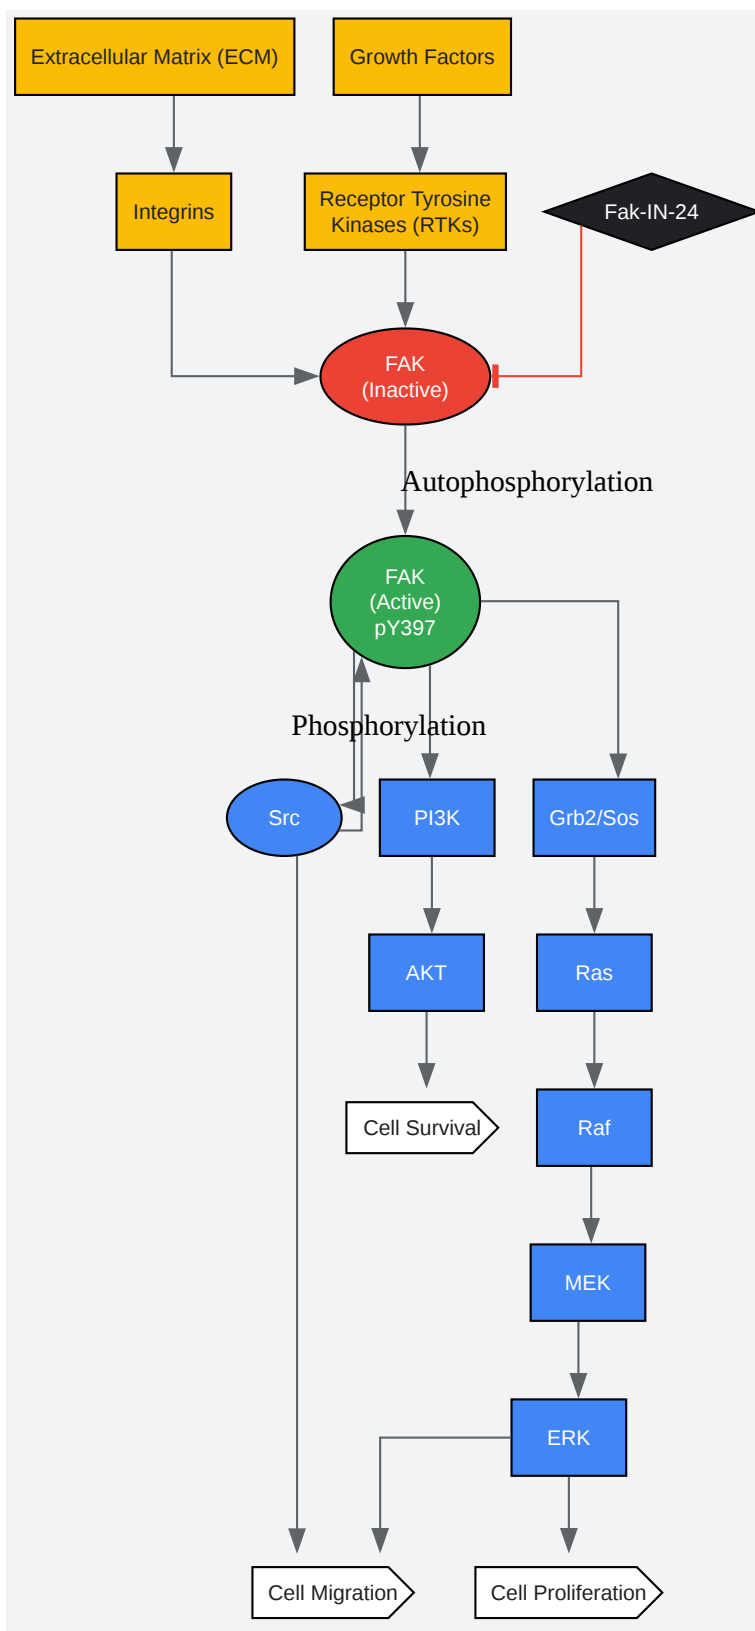 Extracellular Matrix (ECM)
Growth Factors
Integrins
Receptor Tyrosine
Kinases (RTKs)
Fak-IN-24
FAK
(Inactive)
Autophosphorylation
FAK
(Active)
pY397
Phosphorylation
Src
PI3K
Grb2/Sos
AKT
Ras
Cell Survival
Raf
MEK
ERK
Cell Migration
Cell Proliferation